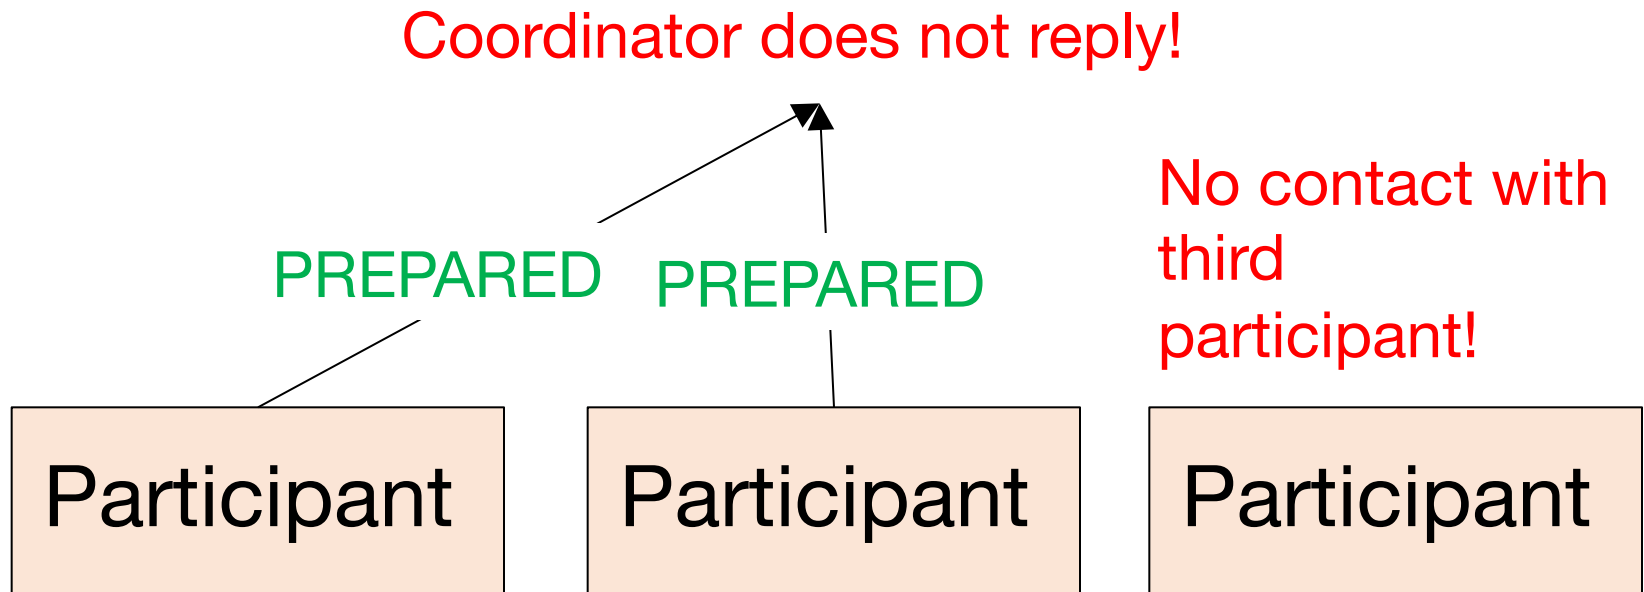 Coordinator does not reply!
No contact with
third
participant!
PREPARED
PREPARED
Participant
Participant
Participant